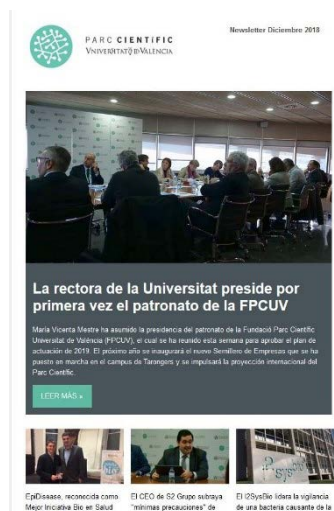 PARC CIENTÍFIC
VNIVERSITATǾDVALÈNCIA
Newsletter Diciembre 2018
La rectora de la Universitat preside por
primera vez el patronato de la FPCUV
María Vicenta Mestre ha asumido la presidencia del patronato de la Fundació Parc Científic
Universitat de València (FPCUV), el cual se ha reunido esta semana para aprobar el plan de
actuación de 2019. El próximo año se inaugurará el nuevo Semillero de Empresas que se ha
puesto en marcha en el campus de Tarongers y se impulsará la proyección internacional del
Parc Científic.
LEER MÁS »
EpiDisease, reconocida como
Mejor Iniciativa Bio en Salud
El CEO de S2 Grupo subraya
"mínimas precauciones" de
I²Sysbio
El I2SysBio lidera la vigilancia
de una bacteria causante de la